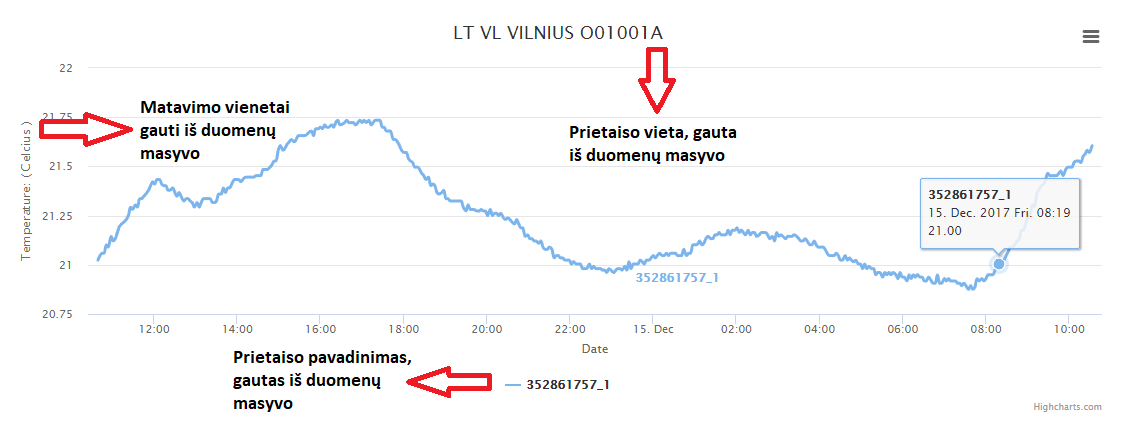 LT VL VILNIUS O01001A
22
Matavimo vienetai
gauti iš duomenų
masyvo
21.75
Prietaiso vieta, gauta
iš duomenų masyvo
Temperature: ( Celcius )
21.5
352861757_1
15. Dec. 2017 Fri. 08:19
21.00
21.25
21
352861757_1
20.75
12:00 14:00 16:00 18:00 20:00 22:00 15. Dec 02:00 04:00 06:00 08:00 10:00
Date
Prietaiso pavadinimas,
gautas iš duomenų
masyvo
352861757_1
Highcharts.com